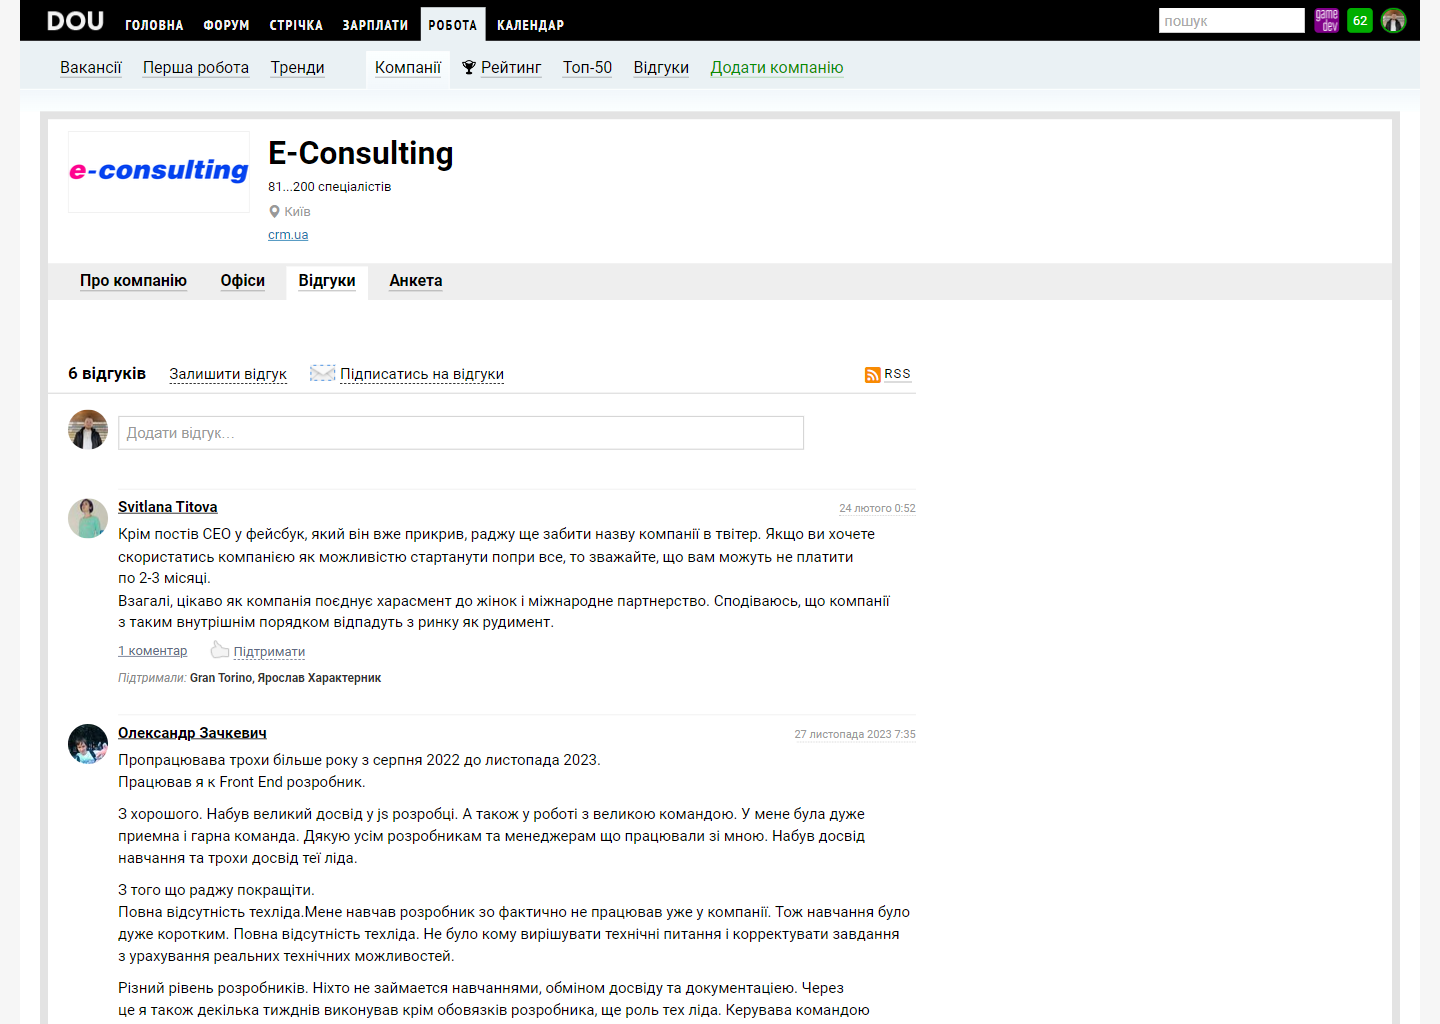 DOU ГОЛОВНА ФОРУМ СТРІЧКА ЗАРПЛАТИ РОБОТА КАЛЕНДАР пошук game dev 62
Вакансії Перша робота Тренди Компанії Рейтинг Топ-50 Відгуки Додати компанію
e-consulting
E-Consulting
81...200 спеціалістів
Київ
crm.ua
Про компанію Офіси Відгуки Анкета
6 відгуків Залишити відгук Підписатись на відгуки RSS
Додати відгук...
Svitlana Titova 24 лютого 0:52
Крім постів CEO у фейсбук, який він вже прикрив, раджу ще забити назву компанії в твітер. Якщо ви хочете
скористатись компанією як можливістю стартанути попри все, то зважайте, що вам можуть не платити
по 2-3 місяці.
Взагалі, цікаво як компанія поєднує харасмент до жінок і міжнародне партнерство. Сподіваюсь, що компанії
з таким внутрішнім порядком відпадуть з ринку як рудимент.
1 коментар Підтримати
Підтримали: Gran Torino, Ярослав Характерник
Олександр Зачкевич 27 листопада 2023 7:35
Пропрацювава трохи більше року з серпня 2022 до листопада 2023.
Працював я к Front End розробник.
З хорошого. Набув великий досвід у js розробці. А також у роботі з великою командою. У мене була дуже
приемна і гарна команда. Дякую усім розробникам та менеджерам що працювали зі мною. Набув досвід
навчання та трохи досвід теї ліда.
З того що раджу покращіти.
Повна відсутність техліда.Мене навчав розробник зо фактично не працював уже у компанії. Тож навчання було
дуже коротким. Повна відсутність техліда. Не було кому вирішувати технічні питання і корректувати завдання
з урахування реальних технічних можливостей.
Різний рівень розробників. Ніхто не займается навчаннями, обміном досвіду та документаціею. Через
це я також декілька тижднів виконував крім обовязків розробника, ще роль тех ліда. Керувава командою